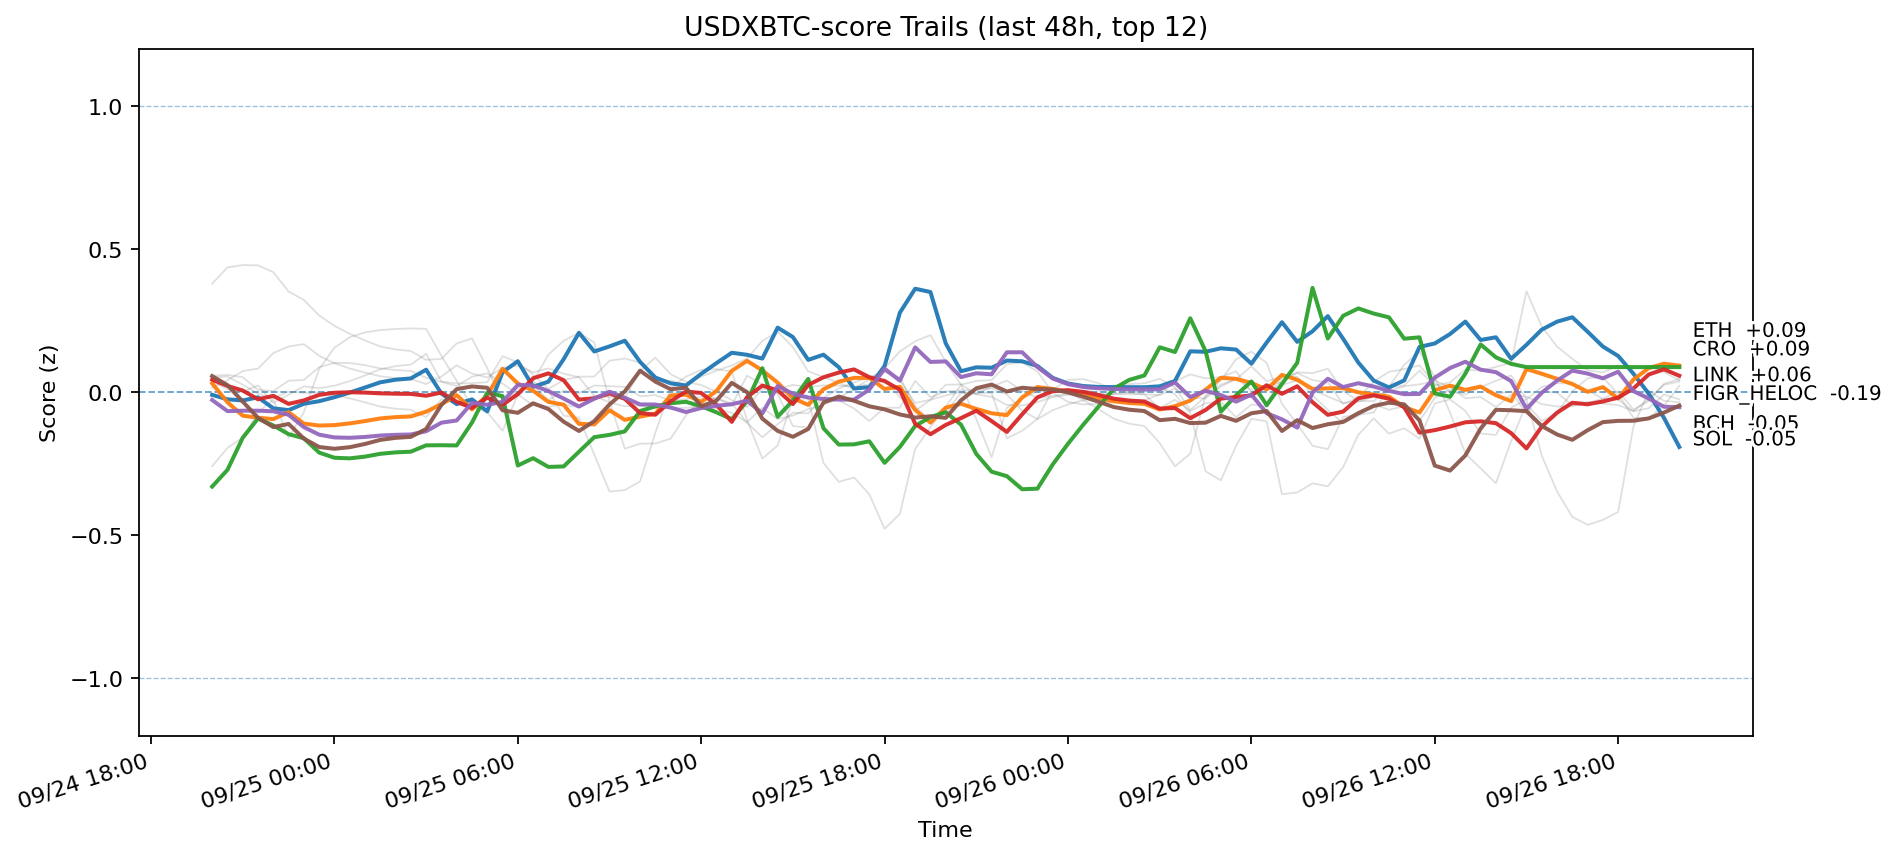 USDXBTC-score Trails (last 48h, top 12)
Score (z)
1.0
0.5
0.0
−0.5
−1.0
ETH +0.09
CRO +0.09
LINK +0.06
FIGR_HELOC -0.19
BCH -0.05
SOL -0.05
09/24 18:00
09/25 00:00
09/25 06:00
09/25 12:00
09/25 18:00
09/26 00:00
09/26 06:00
09/26 12:00
09/26 18:00
Time